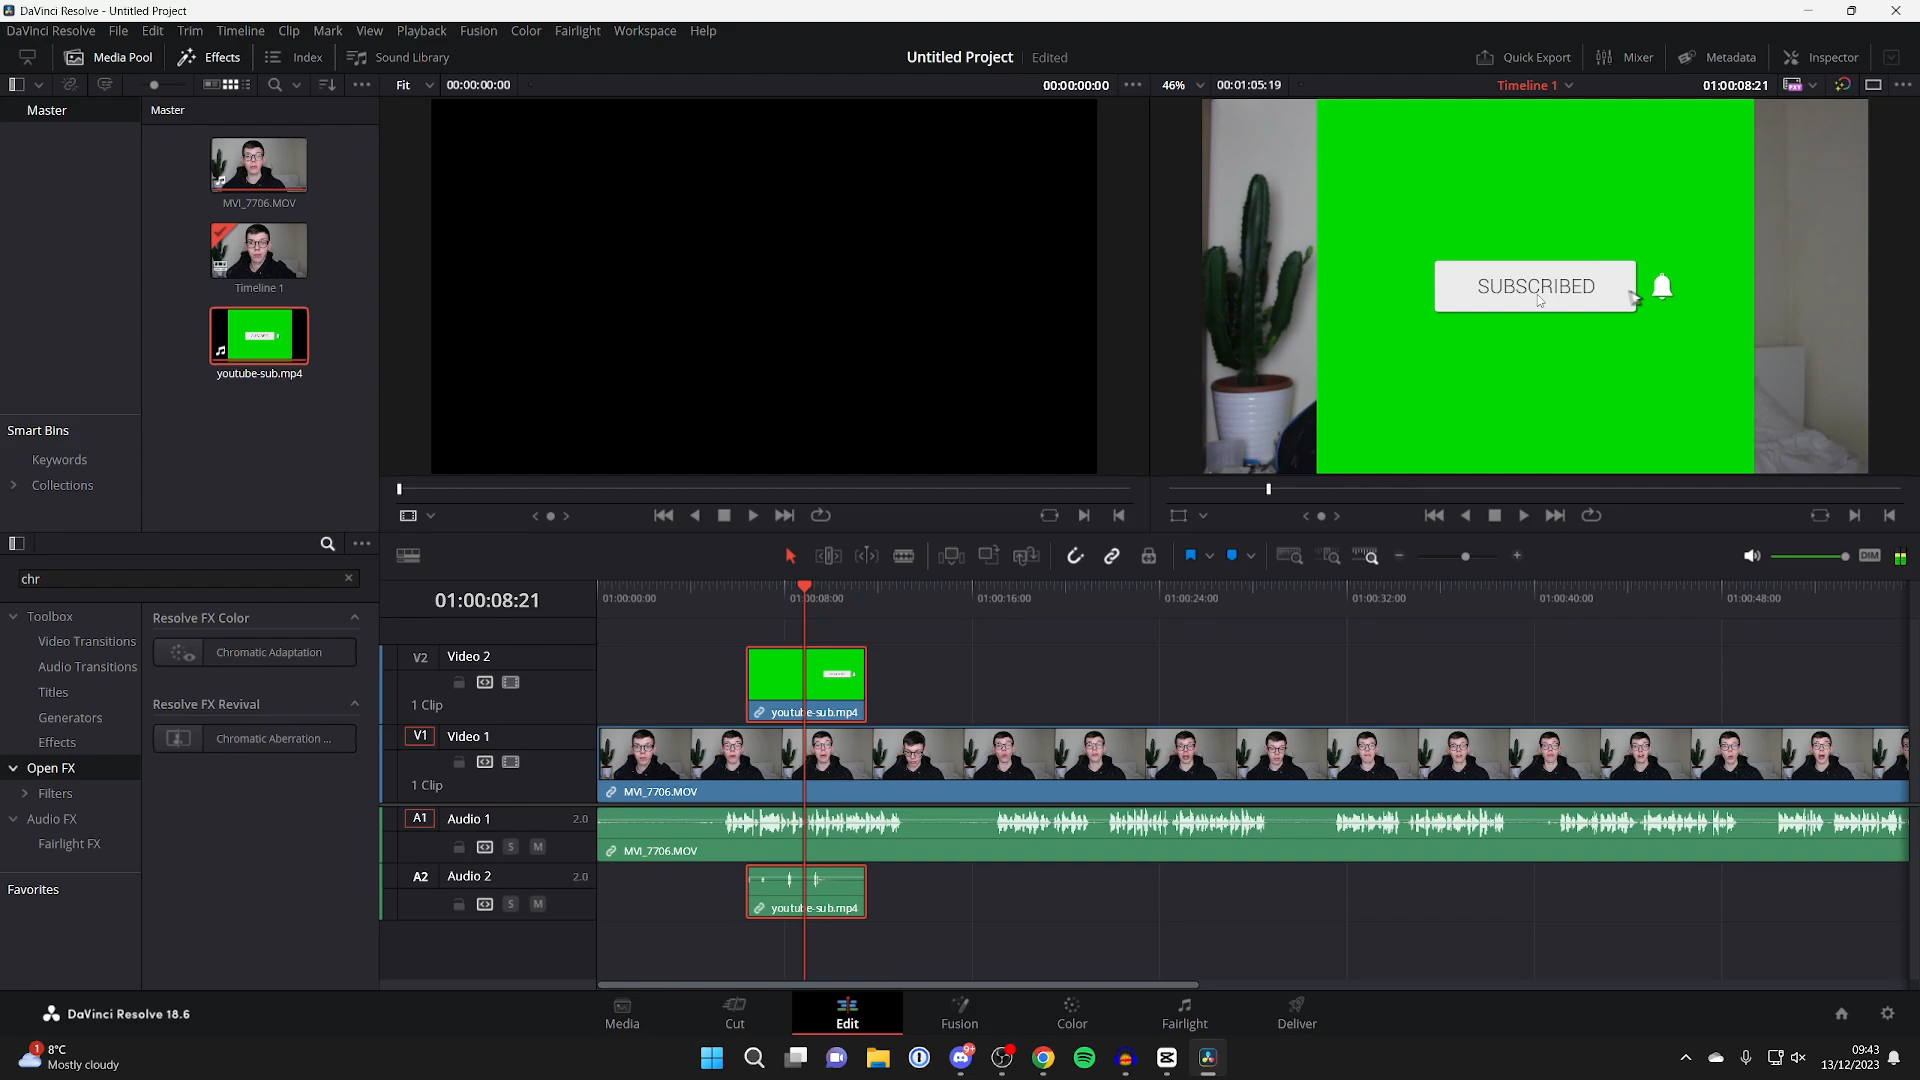 DaVinci Resolve - Untitled Project
DaVinci Resolve File Edit Trim Timeline Clip Mark View Playback Fusion Color Fairlight Workspace Help
Media Pool Effects Index Sound Library Untitled Project Edited Quick Export Mixer Metadata Inspector
Fit 00:00:00:00 00:00:00:00 46% 00:01:05:19 Timeline 1 01:00:08:21
Master Master
MVI_7706.MOV
Timeline 1
youtube-sub.mp4
SUBSCRIBED
Smart Bins
Keywords
Collections
DIM
chr
Toolbox
Video Transitions
Audio Transitions
Titles
Generators
Effects
Open FX
Filters
Audio FX
Fairlight FX
Favorites
Resolve FX Color
Chromatic Adaptation
Resolve FX Revival
Chromatic Aberration ...
01:00:08:21
01:00:00:00 01:00:08:00 01:00:16:00 01:00:24:00 01:00:32:00 01:00:40:00 01:00:48:00
V2 Video 2
1 Clip
youtube-sub.mp4
V1 Video 1
1 Clip
MVI_7706.MOV
A1 Audio 1 2.0
S M
MVI_7706.MOV
A2 Audio 2 2.0
S M
youtube-sub.mp4
DaVinci Resolve 18.6
Media Cut Edit Fusion Color Fairlight Deliver
1 8°C
Mostly cloudy
9+
09:43
13/12/2023